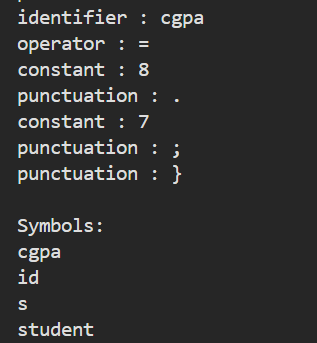 identifier : cgpa
operator : =
constant : 8
punctuation : .
constant : 7
punctuation : ;
punctuation : }
Symbols:
cgpa
id
s
student